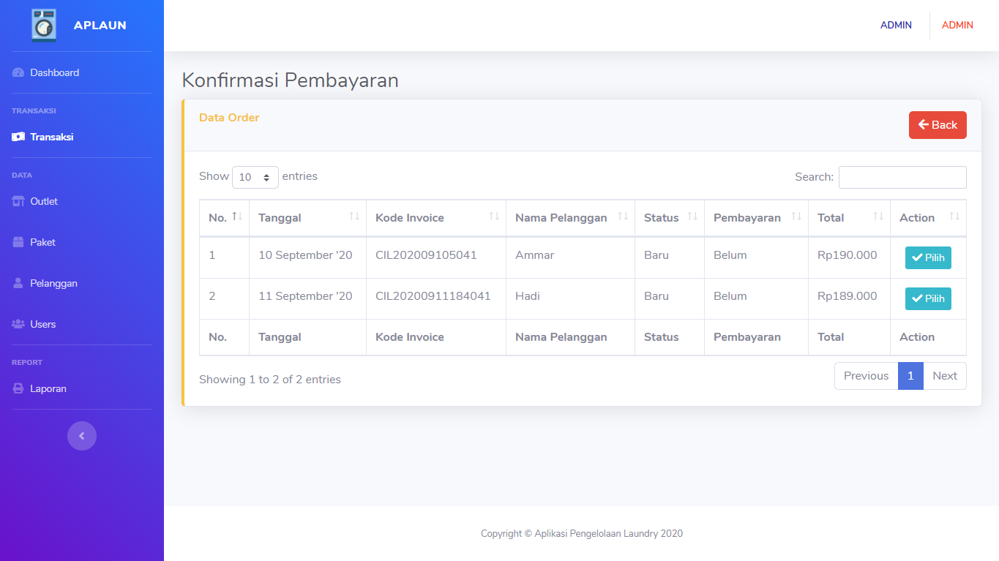 APLAUN
Dashboard
TRANSAKSI
Transaksi
DATA
Outlet
Paket
Pelanggan
Users
REPORT
Laporan
ADMIN ADMIN
Konfirmasi Pembayaran
Data Order Back
Show 10 entries Search:
No. Tanggal Kode Invoice Nama Pelanggan Status Pembayaran Total Action
1 10 September '20 CIL202009105041 Ammar Baru Belum Rp190.000 Pilih
2 11 September '20 CIL20200911184041 Hadi Baru Belum Rp189.000 Pilih
No. Tanggal Kode Invoice Nama Pelanggan Status Pembayaran Total Action
Showing 1 to 2 of 2 entries Previous 1 Next
Copyright © Aplikasi Pengelolaan Laundry 2020